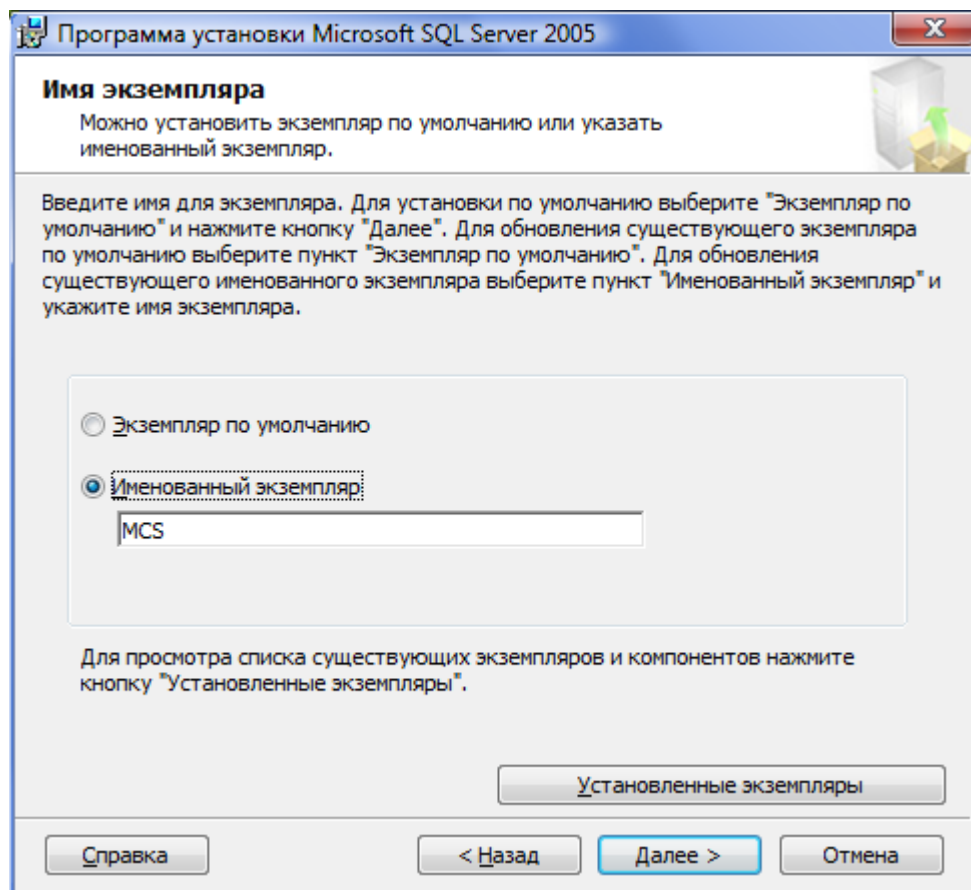 Программа установки Microsoft SQL Server 2005
Имя экземпляра
Можно установить экземпляр по умолчанию или указать
именованный экземпляр.
Введите имя для экземпляра. Для установки по умолчанию выберите "Экземпляр по
умолчанию" и нажмите кнопку "Далее". Для обновления существующего экземпляра
по умолчанию выберите пункт "Экземпляр по умолчанию". Для обновления
существующего именованного экземпляра выберите пункт "Именованный экземпляр" и
укажите имя экземпляра.
Экземпляр по умолчанию
Именованный экземпляр
MCS
Для просмотра списка существующих экземпляров и компонентов нажмите
кнопку "Установленные экземпляры".
Установленные экземпляры
Справка
< Назад
Далее >
Отмена